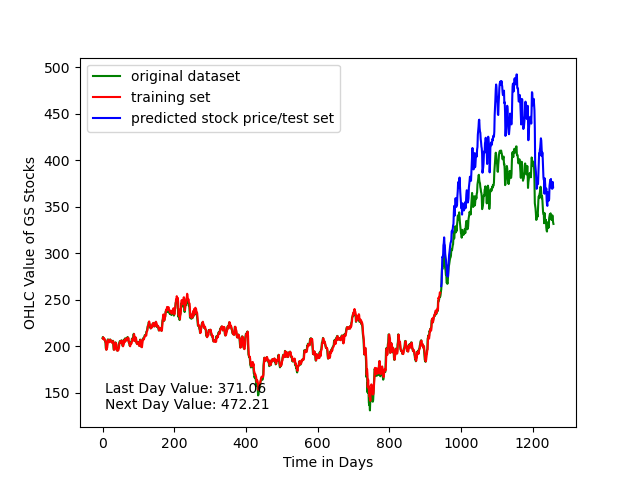 original dataset
training set
predicted stock price/test set
500
450
400
350
300
250
200
150
OHLC Value of GS Stocks
Last Day Value: 371.06
Next Day Value: 472.21
0 200 400 600 800 1000 1200
Time in Days